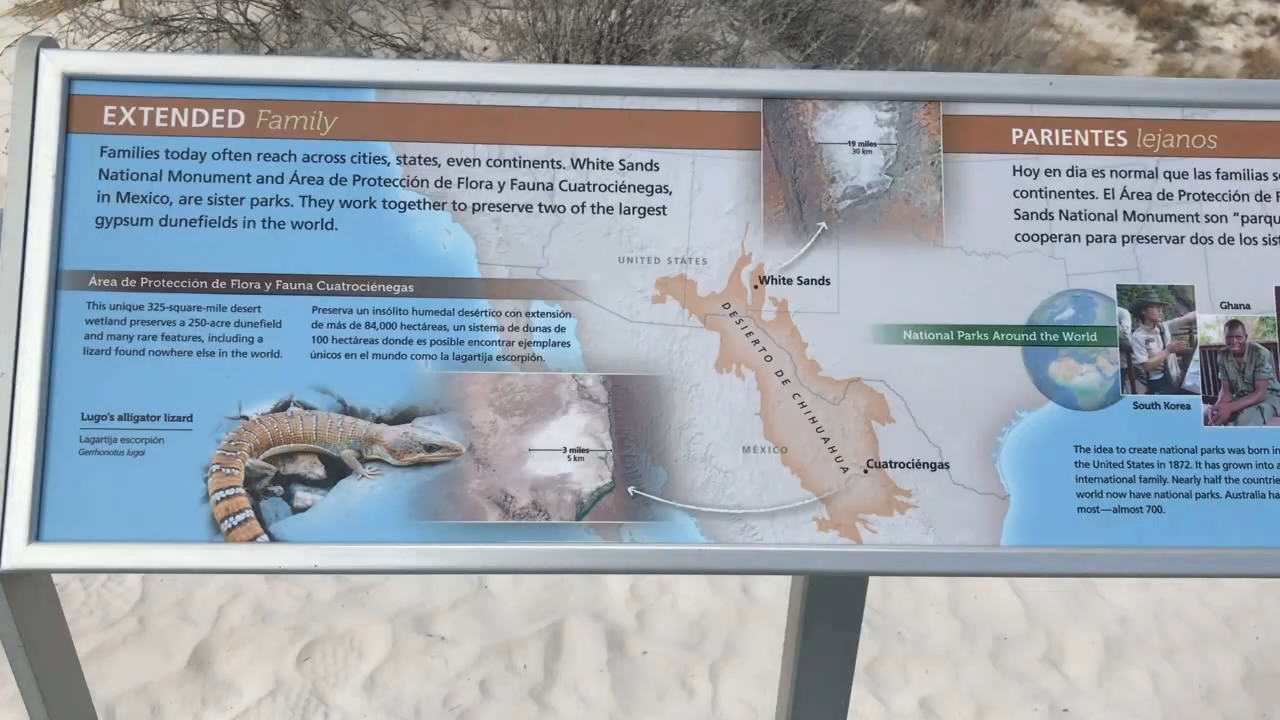 EXTENDED Family
Families today often reach across cities, states, even continents. White Sands
National Monument and Área de Protección de Flora y Fauna Cuatrociénegas,
in Mexico, are sister parks. They work together to preserve two of the largest
gypsum dunefields in the world.
Área de Protección de Flora y Fauna Cuatrociénegas
This unique 325-square-mile desert
wetland preserves a 250-acre dunefield
and many rare features, including a
lizard found nowhere else in the world.
Preserva un insólito humedal desértico con extensión
de más de 84,000 hectáreas, un sistema de dunas de
100 hectáreas donde es posible encontrar ejemplares
únicos en el mundo como la lagartija escorpión.
Lugo's alligator lizard
Lagartija escorpión
Gerrhonotus lugoi
3 miles
5 km
19 miles
30 km
UNITED STATES
White Sands
DESIERTO DE CHIHUAHUA
MÉXICO
Cuatrociéngas
PARIENTES lejanos
Hoy en dia es normal que las familias
continentes. El Área de Protección de
Sands National Monument son "parqu
cooperan para preservar dos de los
National Parks Around the World
South Korea
Ghana
The idea to create national parks was born in
the United States in 1872. It has grown into
international family. Nearly half the countrie
world now have national parks. Australia ha
most—almost 700.